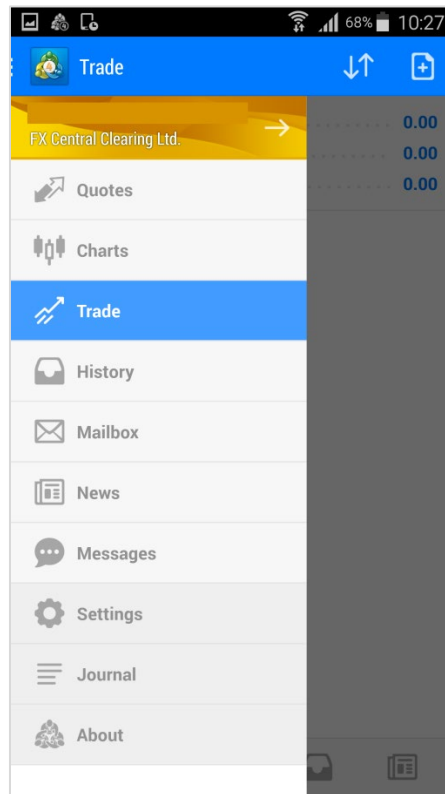 68% 10:27
Trade
FX Central Clearing Ltd.
0.00
0.00
0.00
Quotes
Charts
Trade
History
Mailbox
News
Messages
Settings
Journal
About